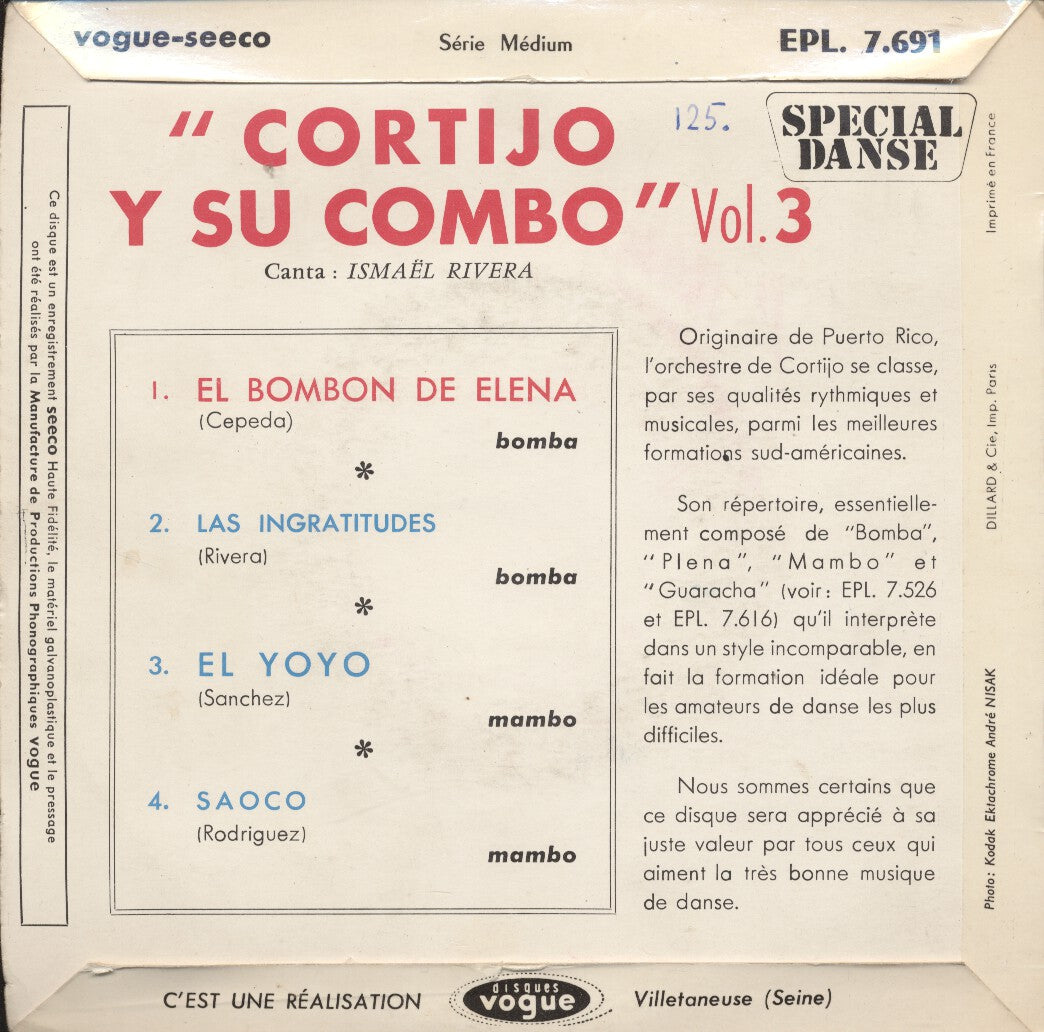 vogue-seeco
Série Médium
EPL. 7.691
" CORTIJO
Y SU COMBO" Vol. 3
125.
SPECIAL
DANSE
Canta : ISMAËL RIVERA
1. EL BOMBON DE ELENA
(Cepeda)
bomba
*
2. LAS INGRATITUDES
(Rivera)
bomba
*
3. EL YOYO
(Sanchez)
mambo
*
4. SAOCO
(Rodriguez)
mambo
Originaire de Puerto Rico,
l'orchestre de Cortijo se classe,
par ses qualités rythmiques et
musicales, parmi les meilleures
formations sud-américaines.
Son répertoire, essentielle-
ment composé de "Bomba",
"Plena", "Mambo" et
"Guaracha" (voir : EPL. 7.526
et EPL. 7.616) qu'il interprète
dans un style incomparable, en
fait la formation idéale pour
les amateurs de danse les plus
difficiles.
Nous sommes certains que
ce disque sera apprécié à sa
juste valeur par tous ceux qui
aiment la très bonne musique
de danse.
Ce disque est un enregistrement seeco Haute Fidélité, le matériel galvanoplastique et le pressage
ont été réalisés par la Manufacture de Productions Phonographiques vogue
Imprimé en France
DILLARD & Cie, Imp. Paris
Photo : Kodak Ektachrome André NISAK
C'EST UNE RÉALISATION
disques
vogue
Villetaneuse (Seine)